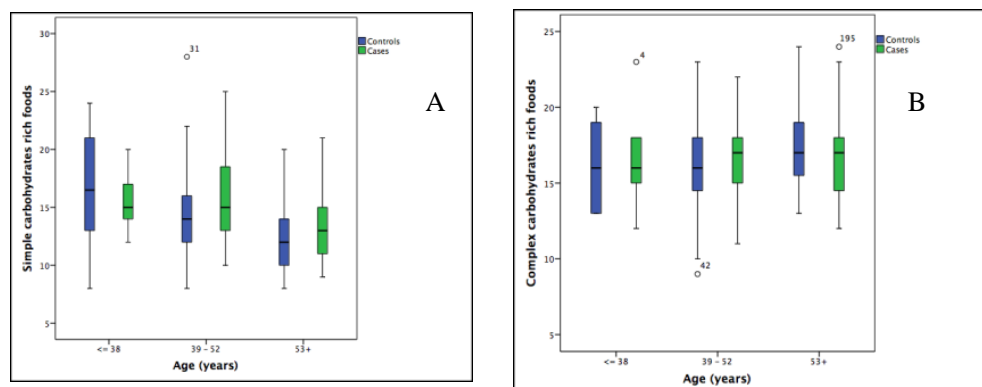 30
25
20
15
10
5
Simple carbohydrates rich foods
31
Controls
Cases
A
<= 38
39 – 52
53+
Age (years)
25
20
15
10
5
Complex carbohydrates rich foods
4
42
195
Controls
Cases
B
<= 38
39 – 52
53+
Age (years)